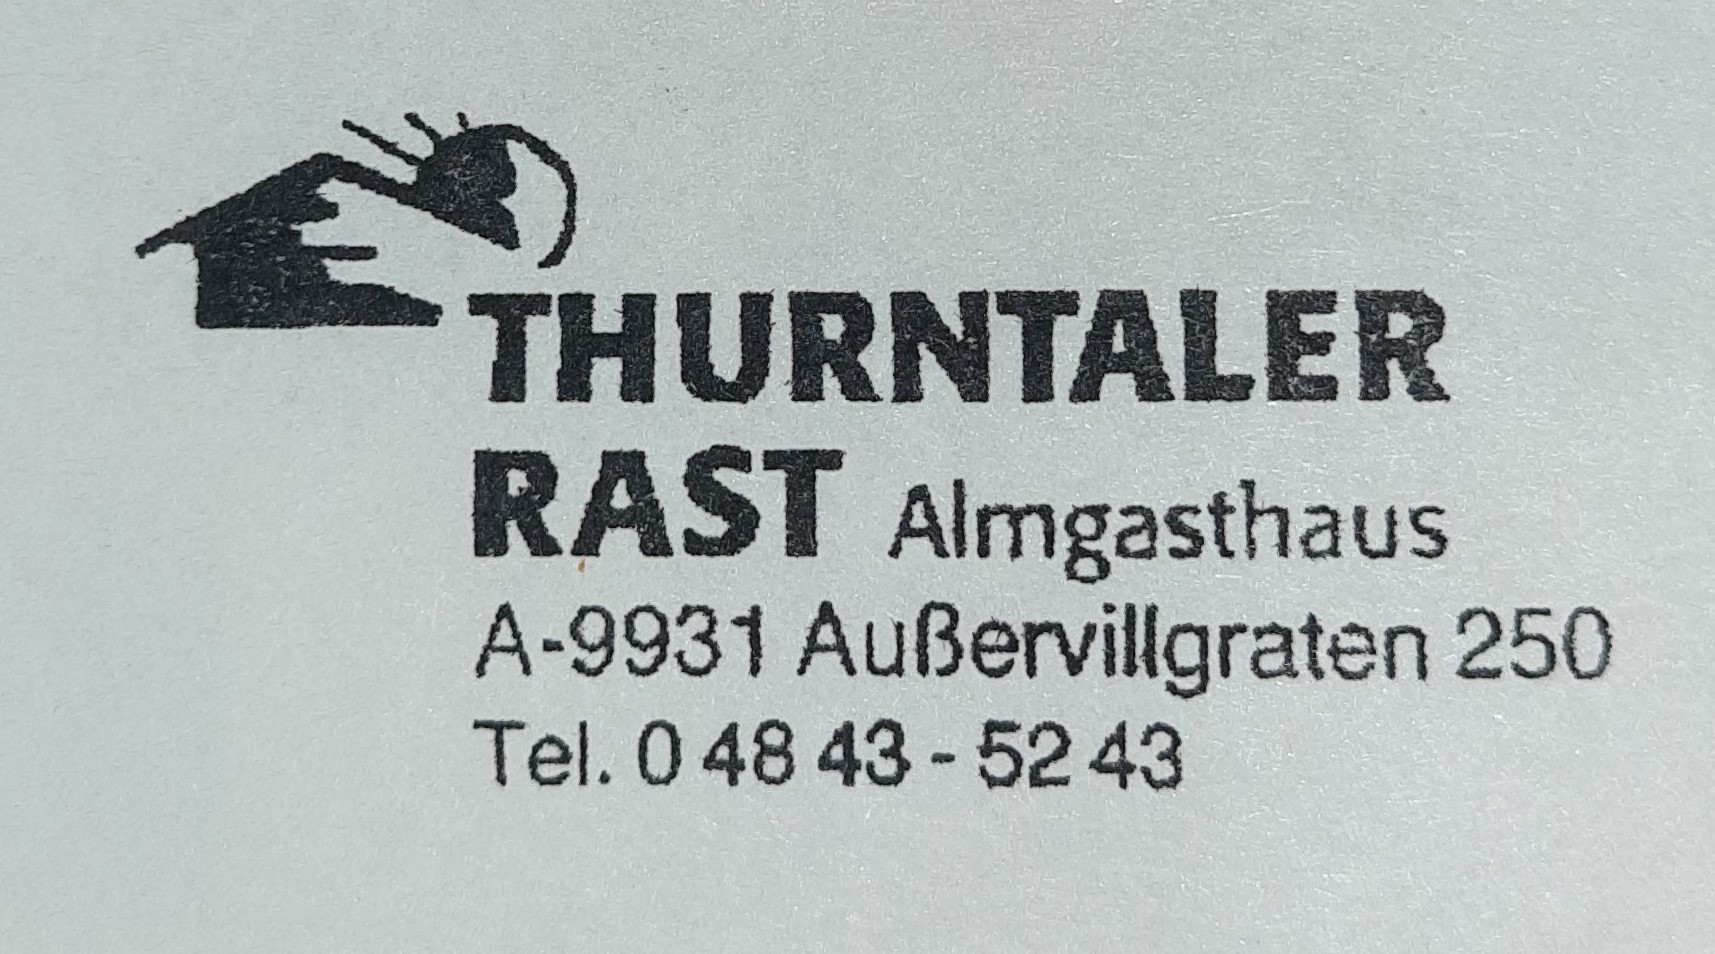 THURNTALER
RAST Almgasthaus
A-9931 Außervillgraten 250
Tel. 0 48 43 - 52 43